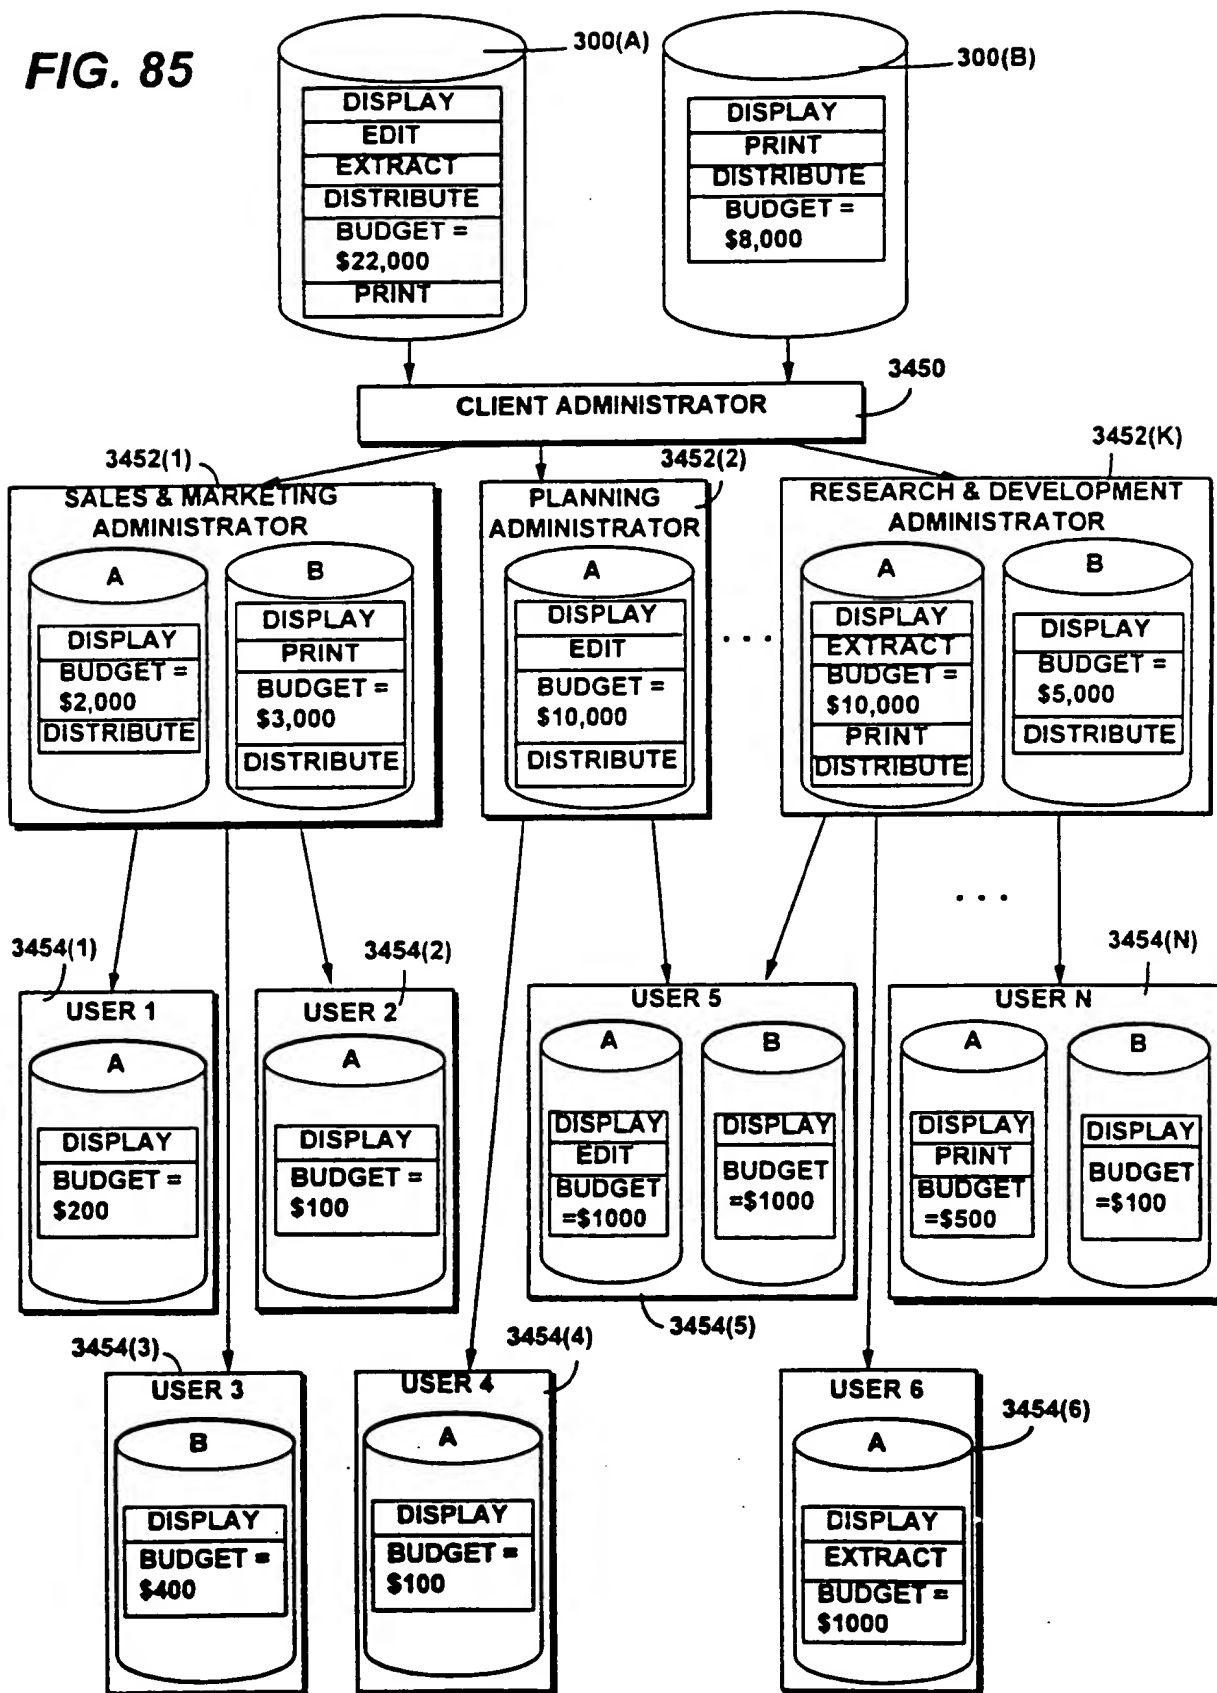 FIG. 85
300(A)
DISPLAY
EDIT
EXTRACT
DISTRIBUTE
BUDGET =
$22,000
PRINT
300(B)
DISPLAY
PRINT
DISTRIBUTE
BUDGET =
$8,000
3450
CLIENT ADMINISTRATOR
3452(1)
SALES & MARKETING
ADMINISTRATOR
A
DISPLAY
BUDGET =
$2,000
DISTRIBUTE
B
DISPLAY
PRINT
BUDGET =
$3,000
DISTRIBUTE
3452(2)
PLANNING
ADMINISTRATOR
A
DISPLAY
EDIT
BUDGET =
$10,000
DISTRIBUTE
. . .
3452(K)
RESEARCH & DEVELOPMENT
ADMINISTRATOR
A
DISPLAY
EXTRACT
BUDGET =
$10,000
PRINT
DISTRIBUTE
B
DISPLAY
BUDGET =
$5,000
DISTRIBUTE
. . .
3454(1)
USER 1
A
DISPLAY
BUDGET =
$200
3454(2)
USER 2
A
DISPLAY
BUDGET =
$100
USER 5
A
DISPLAY
EDIT
BUDGET
=$1000
B
DISPLAY
BUDGET
=$1000
3454(5)
3454(N)
USER N
A
DISPLAY
PRINT
BUDGET
=$500
B
DISPLAY
BUDGET
=$100
3454(3)
USER 3
B
DISPLAY
BUDGET =
$400
3454(4)
USER 4
A
DISPLAY
BUDGET =
$100
USER 6
3454(6)
A
DISPLAY
EXTRACT
BUDGET =
$1000